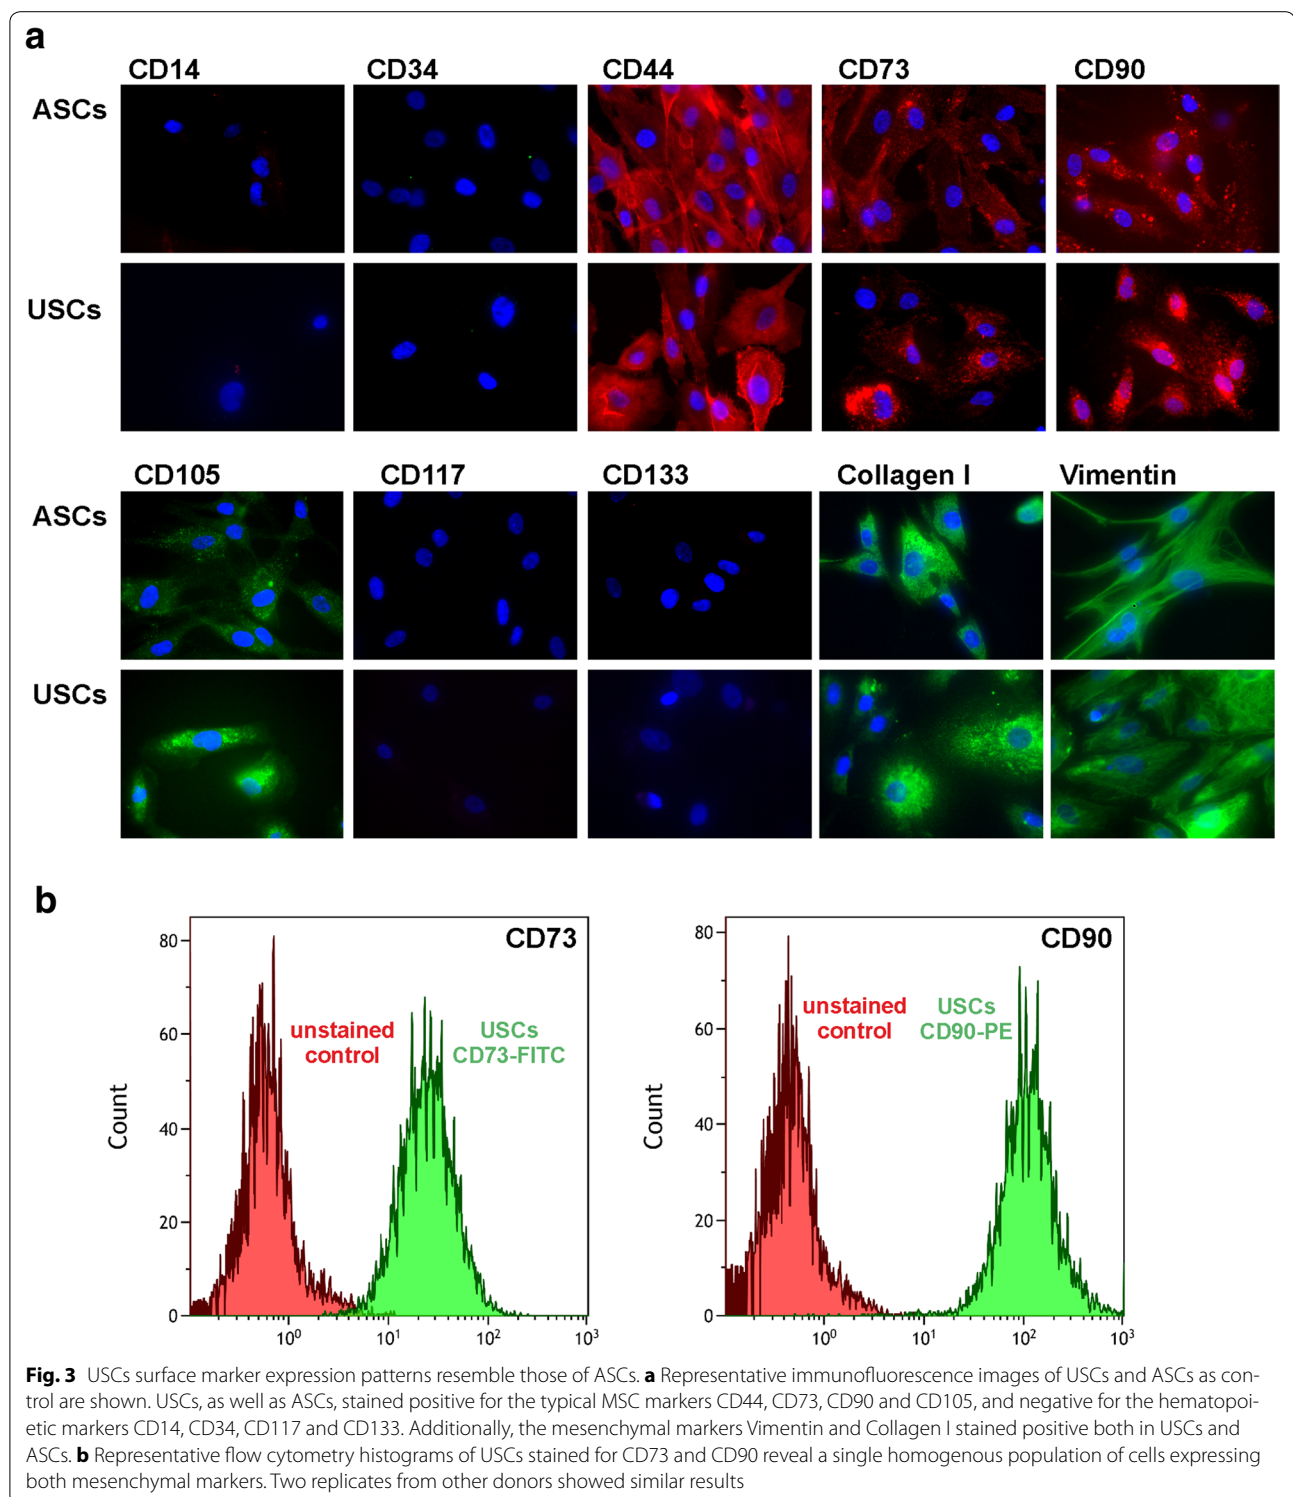 a
CD14 CD34 CD44 CD73 CD90
ASCs
USCs
CD105 CD117 CD133 Collagen I Vimentin
ASCs
USCs
b
CD73
80
60
40
20
0
Count
unstained
control
USCs
CD73-FITC
10⁰ 10¹ 10² 10³
CD90
80
60
40
20
0
Count
unstained
control
USCs
CD90-PE
10⁰ 10¹ 10² 10³
Fig. 3 USCs surface marker expression patterns resemble those of ASCs. a Representative immunofluorescence images of USCs and ASCs as con-
trol are shown. USCs, as well as ASCs, stained positive for the typical MSC markers CD44, CD73, CD90 and CD105, and negative for the hematopoi-
etic markers CD14, CD34, CD117 and CD133. Additionally, the mesenchymal markers Vimentin and Collagen I stained positive both in USCs and
ASCs. b Representative flow cytometry histograms of USCs stained for CD73 and CD90 reveal a single homogenous population of cells expressing
both mesenchymal markers. Two replicates from other donors showed similar results